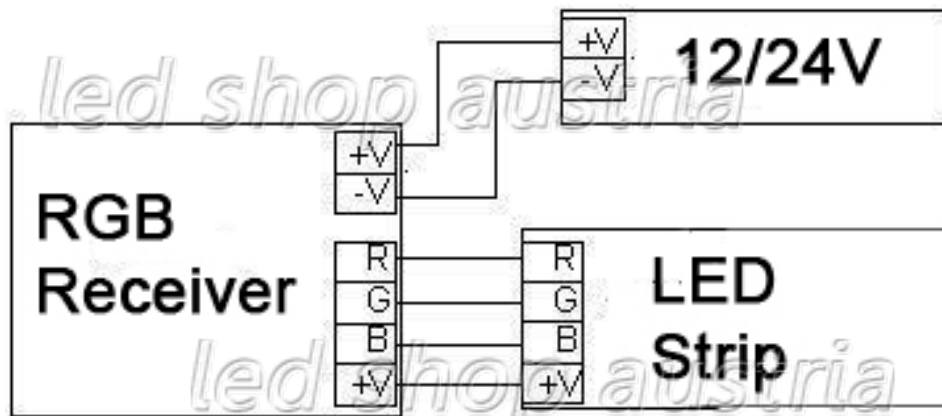 +V
-V
12/24V
led shop austria
+V
-V
RGB
Receiver
R
G
B
+V
R
G
B
+V
LED
Strip
led shop austria